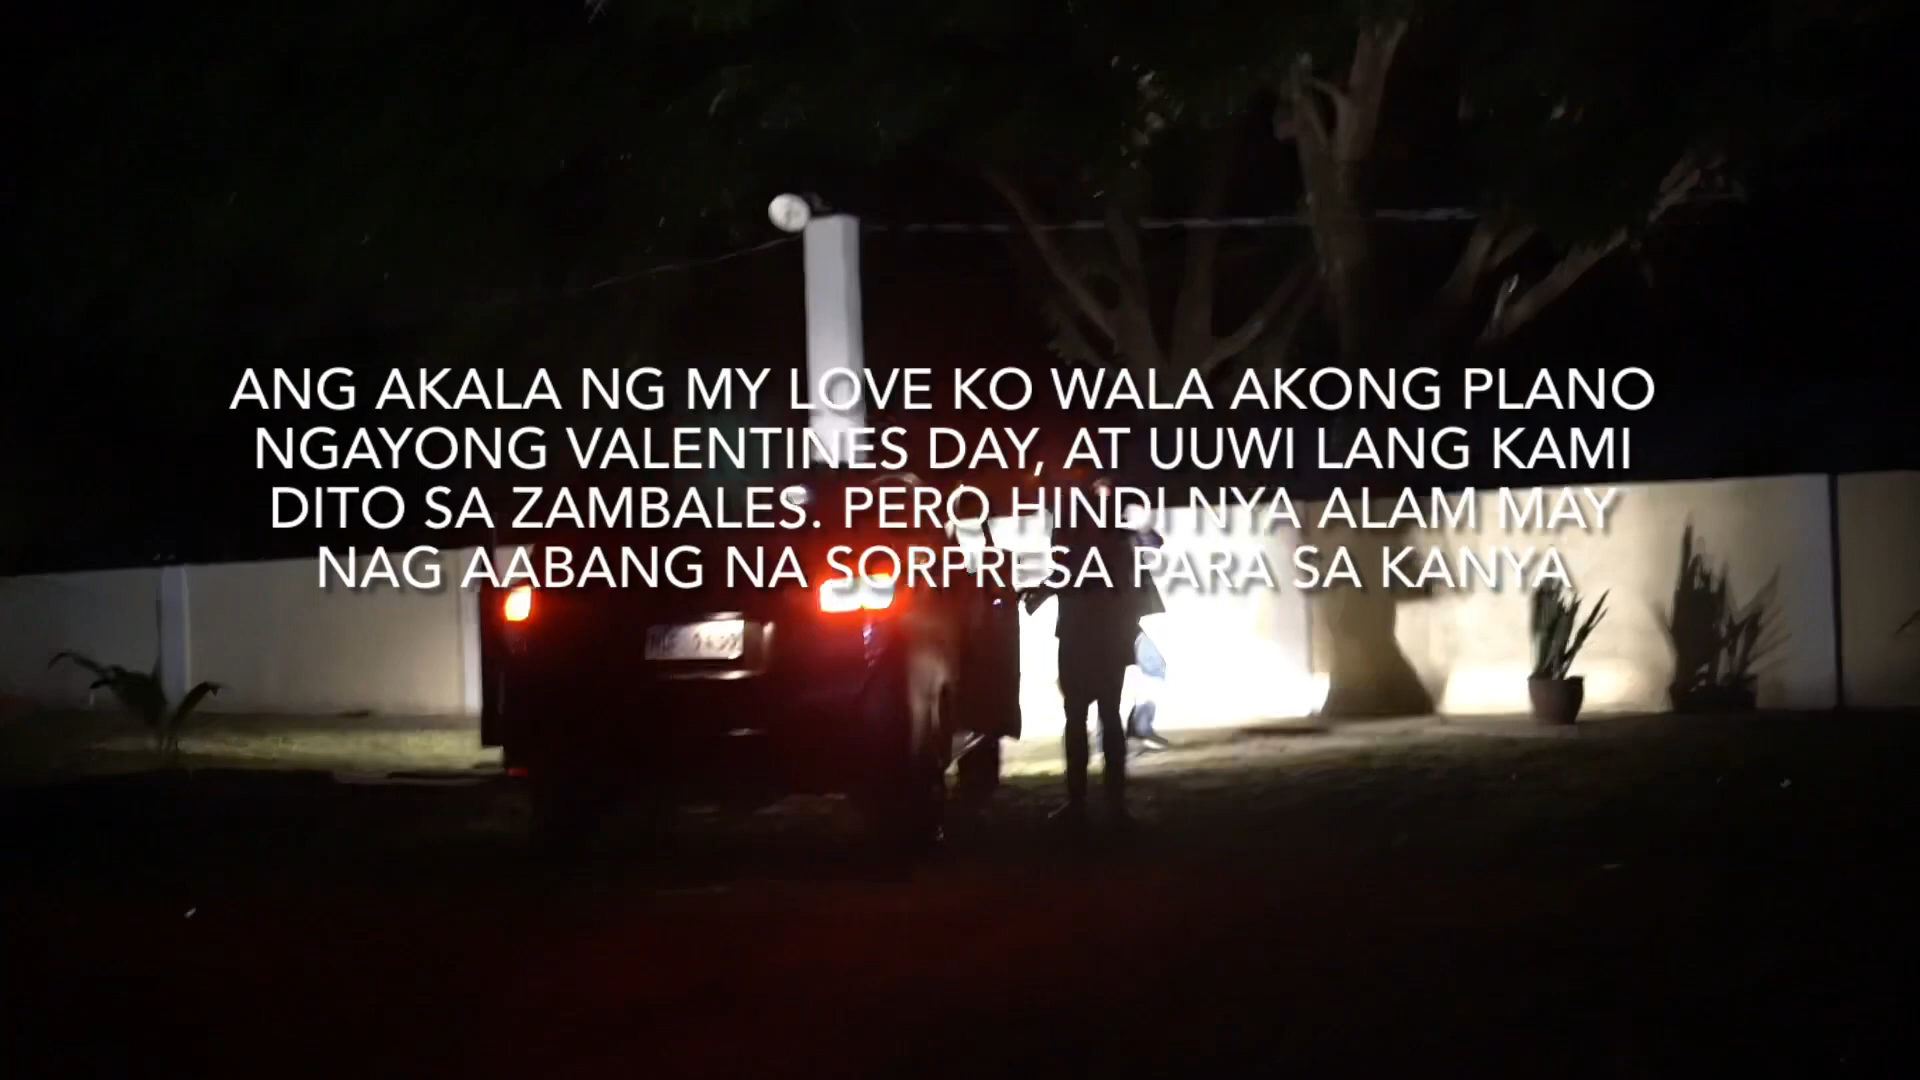 ANG AKALA NG MY LOVE KO WALA AKONG PLANO
NGAYONG VALENTINES DAY, AT UUWI LANG KAMI
DITO SA ZAMBALES. PERO HINDI NYA ALAM MAY
NAG AABANG NA SORPRESA PARA SA KANYA